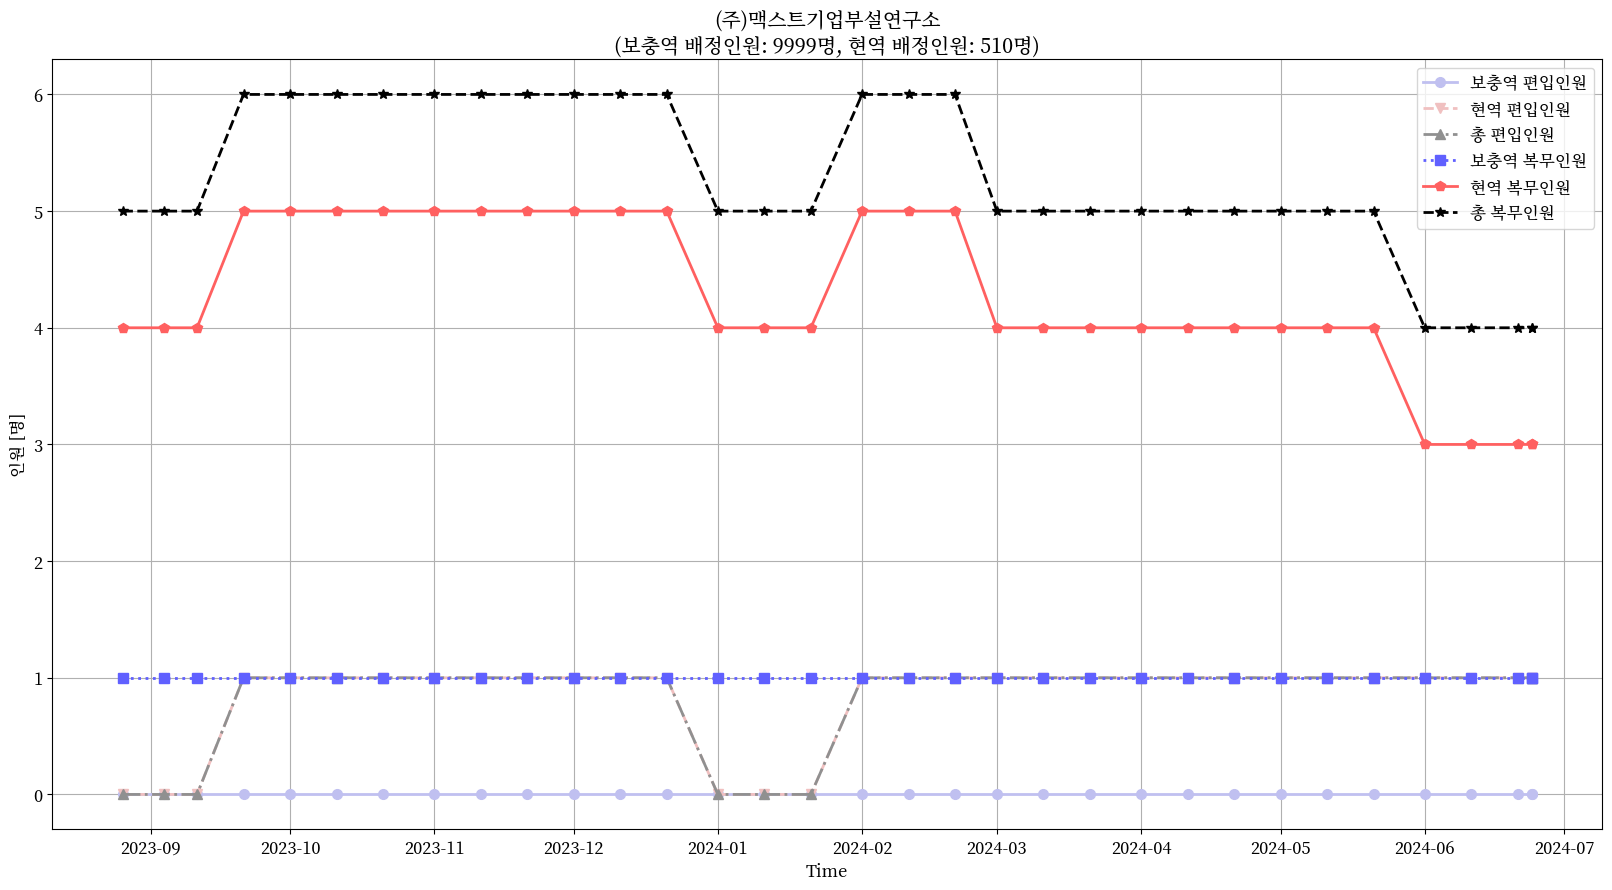 (주)맥스트기업부설연구소
(보충역 배정인원: 9999명, 현역 배정인원: 510명)
보충역 편입인원
현역 편입인원
총 편입인원
보충역 복무인원
현역 복무인원
총 복무인원
인원 [명]
6
5
4
3
2
1
0
2023-09 2023-10 2023-11 2023-12 2024-01 2024-02 2024-03 2024-04 2024-05 2024-06 2024-07
Time